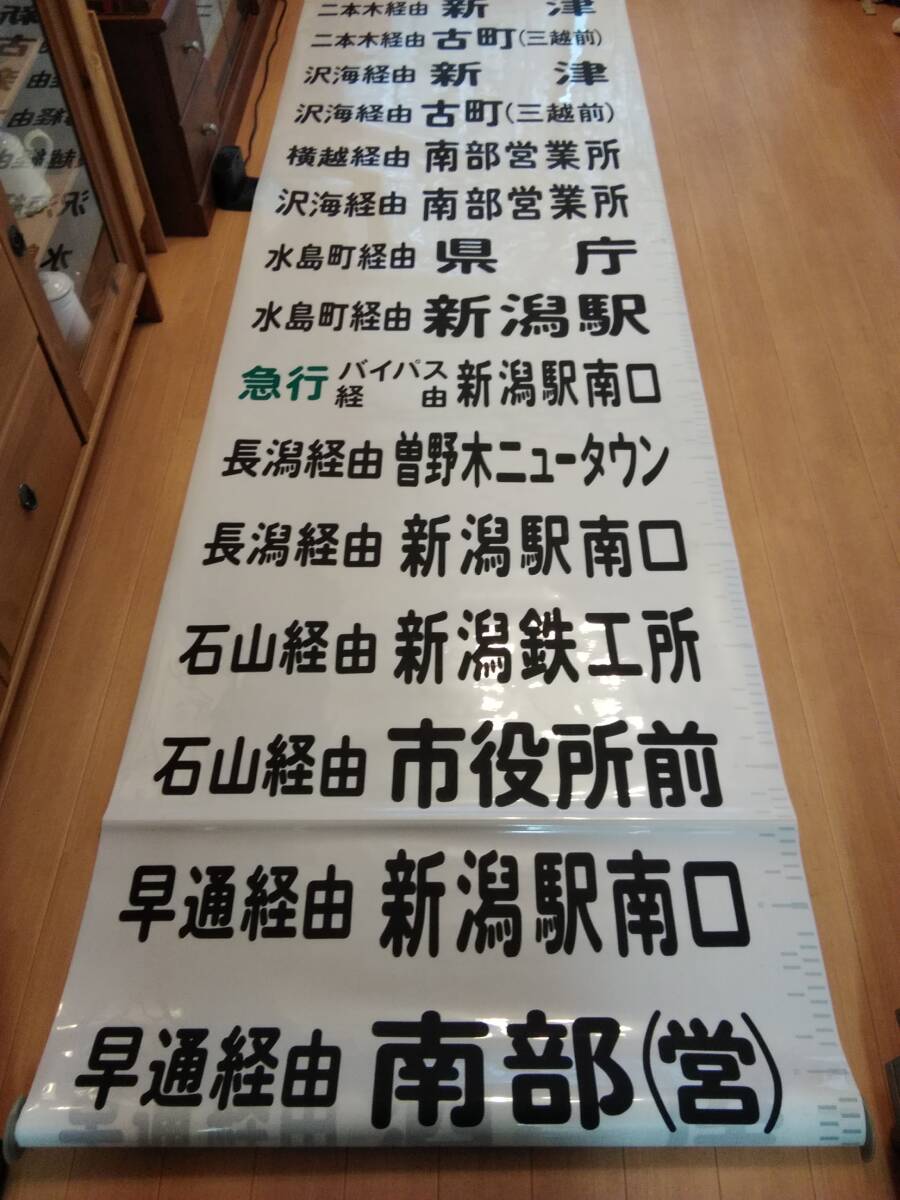 二本木経由 新津
二本木経由 古町(三越前)
沢海経由 新津
沢海経由 古町(三越前)
横越経由 南部営業所
沢海経由 南部営業所
水島町経由 県庁
水島町経由 新潟駅
急行 バイパス経由 新潟駅南口
長潟経由 曽野木ニュータウン
長潟経由 新潟駅南口
石山経由 新潟鉄工所
石山経由 市役所前
早通経由 新潟駅南口
早通経由 南部(営)